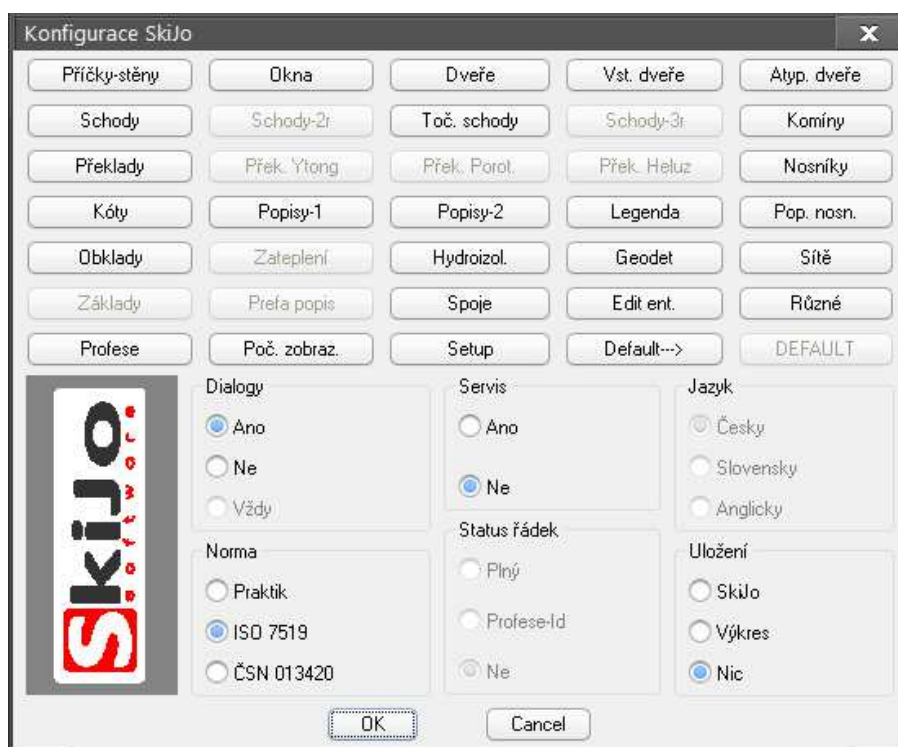 Konfigurace SkiJo
Příčky-stěny Okna Dveře Vst. dveře Atyp. dveře
Schody Schody-2r Toč. schody Schody-3r Komíny
Překlady Přek. Ytong Přek. Porot. Přek. Heluz Nosníky
Kóty Popisy-1 Popisy-2 Legenda Pop. nosn.
Obklady Zateplení Hydroizol. Geodet Sítě
Základy Prefa popis Spoje Edit ent. Různé
Profese Poč. zobraz. Setup Default---> DEFAULT
SkiJo
software
Dialogy
Ano
Ne
Vždy
Norma
Praktik
ISO 7519
ČSN 013420
Servis
Ano
Ne
Status řádek
Plný
Profese-Id
Ne
Jazyk
Česky
Slovensky
Anglicky
Uložení
SkiJo
Výkres
Nic
OK Cancel